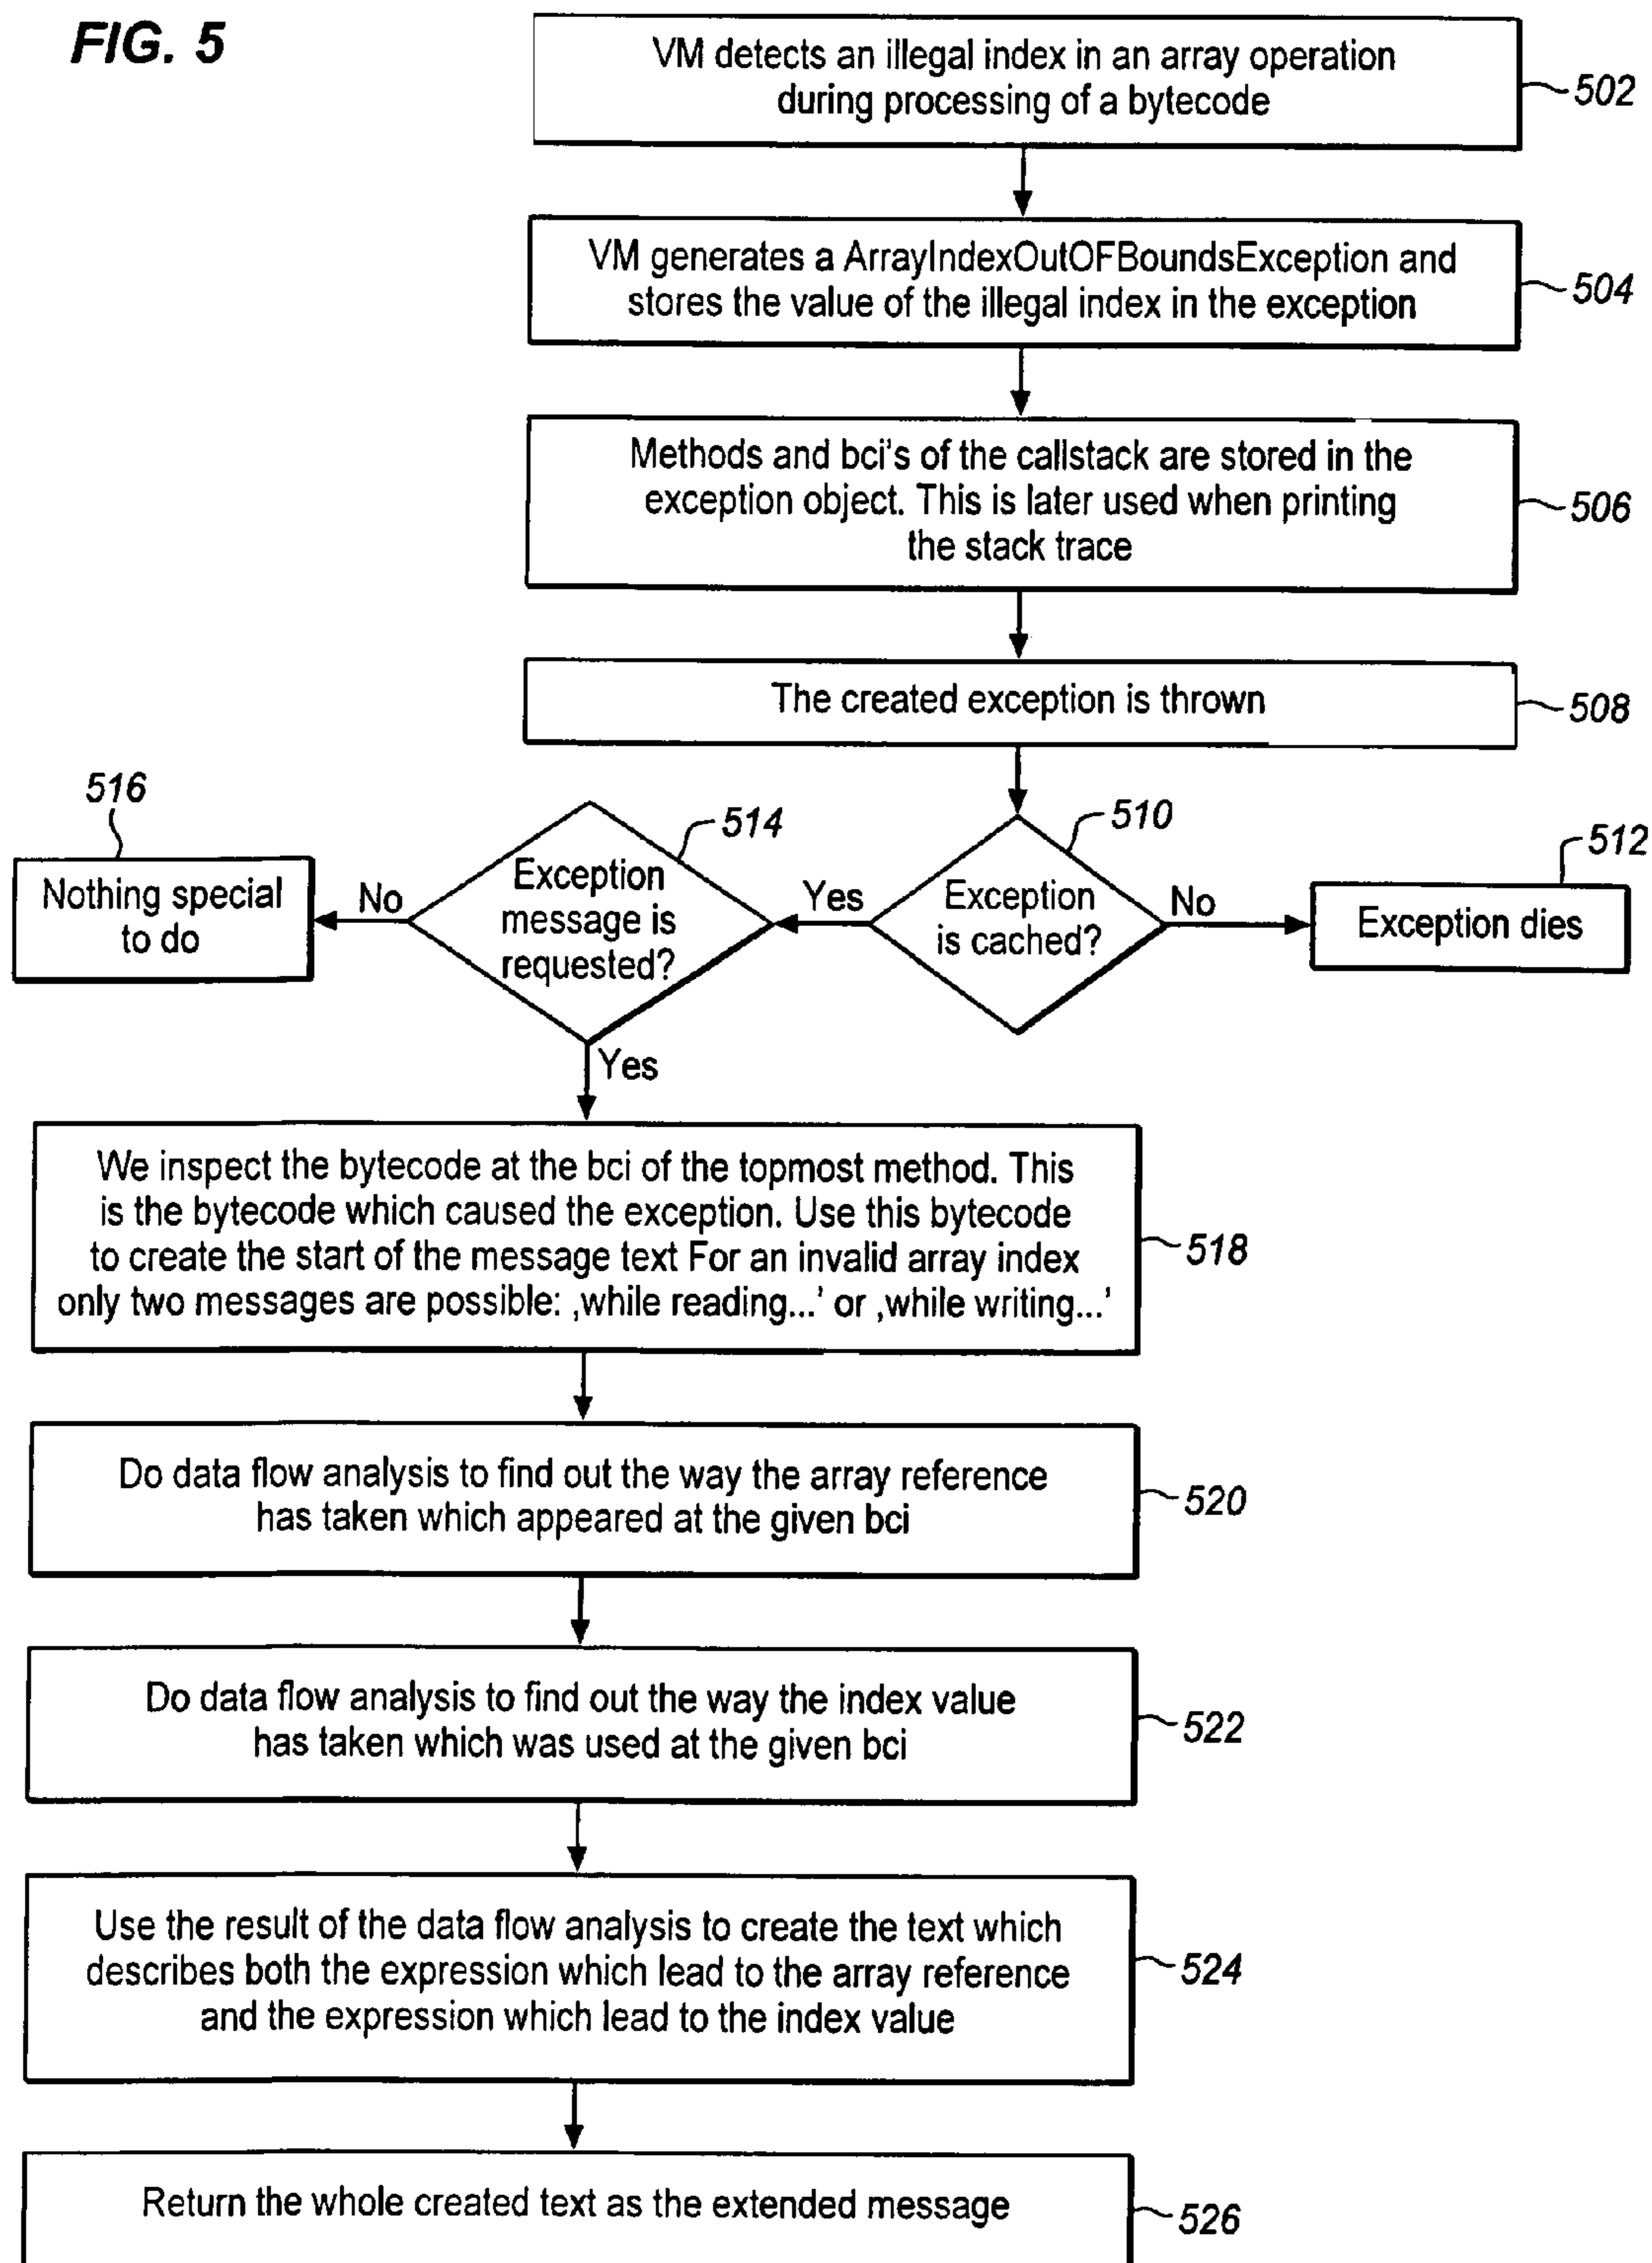 FIG. 5
VM detects an illegal index in an array operation
during processing of a bytecode
502
VM generates a ArrayIndexOutOFBoundsException and
stores the value of the illegal index in the exception
504
Methods and bci's of the callstack are stored in the
exception object. This is later used when printing
the stack trace
506
The created exception is thrown
508
516
Nothing special
to do
No
514
Exception
message is
requested?
Yes
510
Exception
is cached?
No
512
Exception dies
Yes
We inspect the bytecode at the bci of the topmost method. This
is the bytecode which caused the exception. Use this bytecode
to create the start of the message text For an invalid array index
only two messages are possible: ‚while reading...’ or ‚while writing...’
518
Do data flow analysis to find out the way the array reference
has taken which appeared at the given bci
520
Do data flow analysis to find out the way the index value
has taken which was used at the given bci
522
Use the result of the data flow analysis to create the text which
describes both the expression which lead to the array reference
and the expression which lead to the index value
524
Return the whole created text as the extended message
526